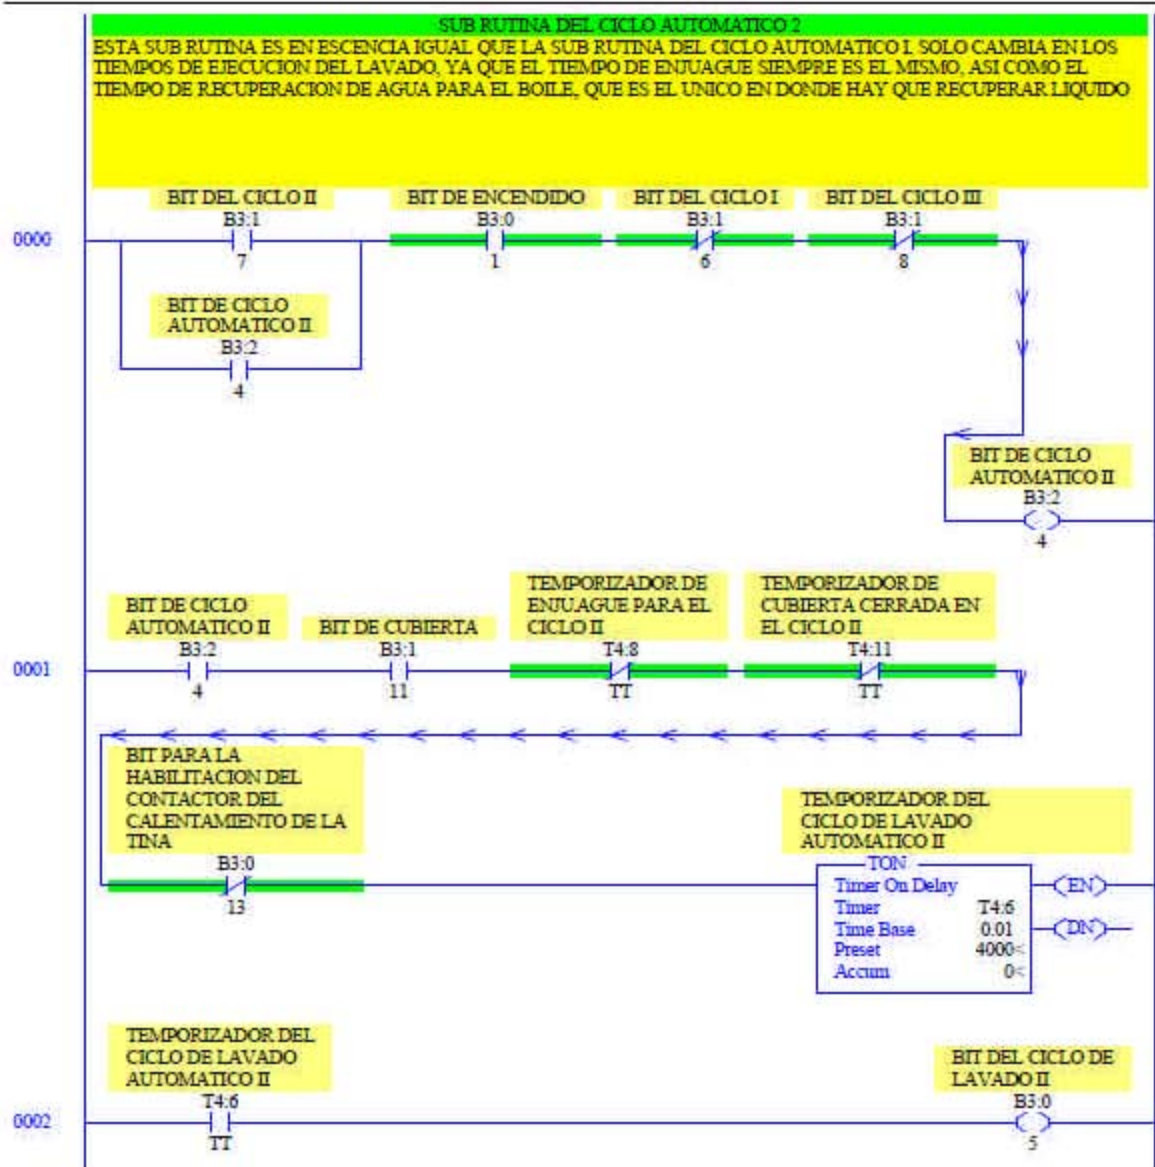 SUB RUTINA DEL CICLO AUTOMATICO 2
ESTA SUB RUTINA ES EN ESCENCIA IGUAL QUE LA SUB RUTINA DEL CICLO AUTOMATICO I. SOLO CAMBIA EN LOS
TIEMPOS DE EJECUCION DEL LAVADO, YA QUE EL TIEMPO DE ENJUAGUE SIEMPRE ES EL MISMO, ASI COMO EL
TIEMPO DE RECUPERACION DE AGUA PARA EL BOILE, QUE ES EL UNICO EN DONDE HAY QUE RECUPERAR LIQUIDO
BIT DEL CICLO II BIT DE ENCENDIDO BIT DEL CICLO I BIT DEL CICLO III
B3:1 B3:0 B3:1 B3:1
0000
7 1 6 8
BIT DE CICLO
AUTOMATICO II
B3:2
4
BIT DE CICLO
AUTOMATICO II
B3:2
4
BIT DE CICLO
AUTOMATICO II
BIT DE CUBIERTA
TEMPORIZADOR DE
ENJUAGUE PARA EL
CICLO II
TEMPORIZADOR DE
CUBIERTA CERRADA EN
EL CICLO II
B3:2 B3:1 T4:8 T4:11
0001
4 11 TT TT
BIT PARA LA
HABILITACION DEL
CONTACTOR DEL
CALENTAMIENTO DE LA
TINA
B3:0
13
TEMPORIZADOR DEL
CICLO DE LAVADO
AUTOMATICO II
TON
Timer On Delay EN
Timer T4:6
Time Base 0.01 DN
Preset 4000<
Accum 0<
TEMPORIZADOR DEL
CICLO DE LAVADO
AUTOMATICO II
T4:6
0002
TT
BIT DEL CICLO DE
LAVADO II
B3:0
5